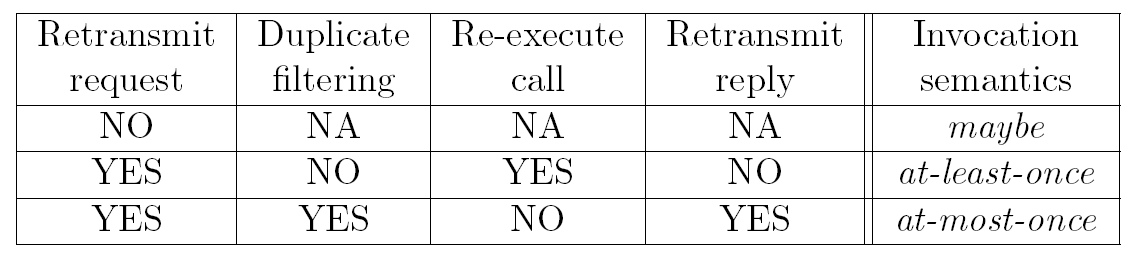 Retransmit Duplicate Re-execute Retransmit Invocation
request filtering call reply semantics
NO NA NA NA maybe
YES NO YES NO at-least-once
YES YES NO YES at-most-once